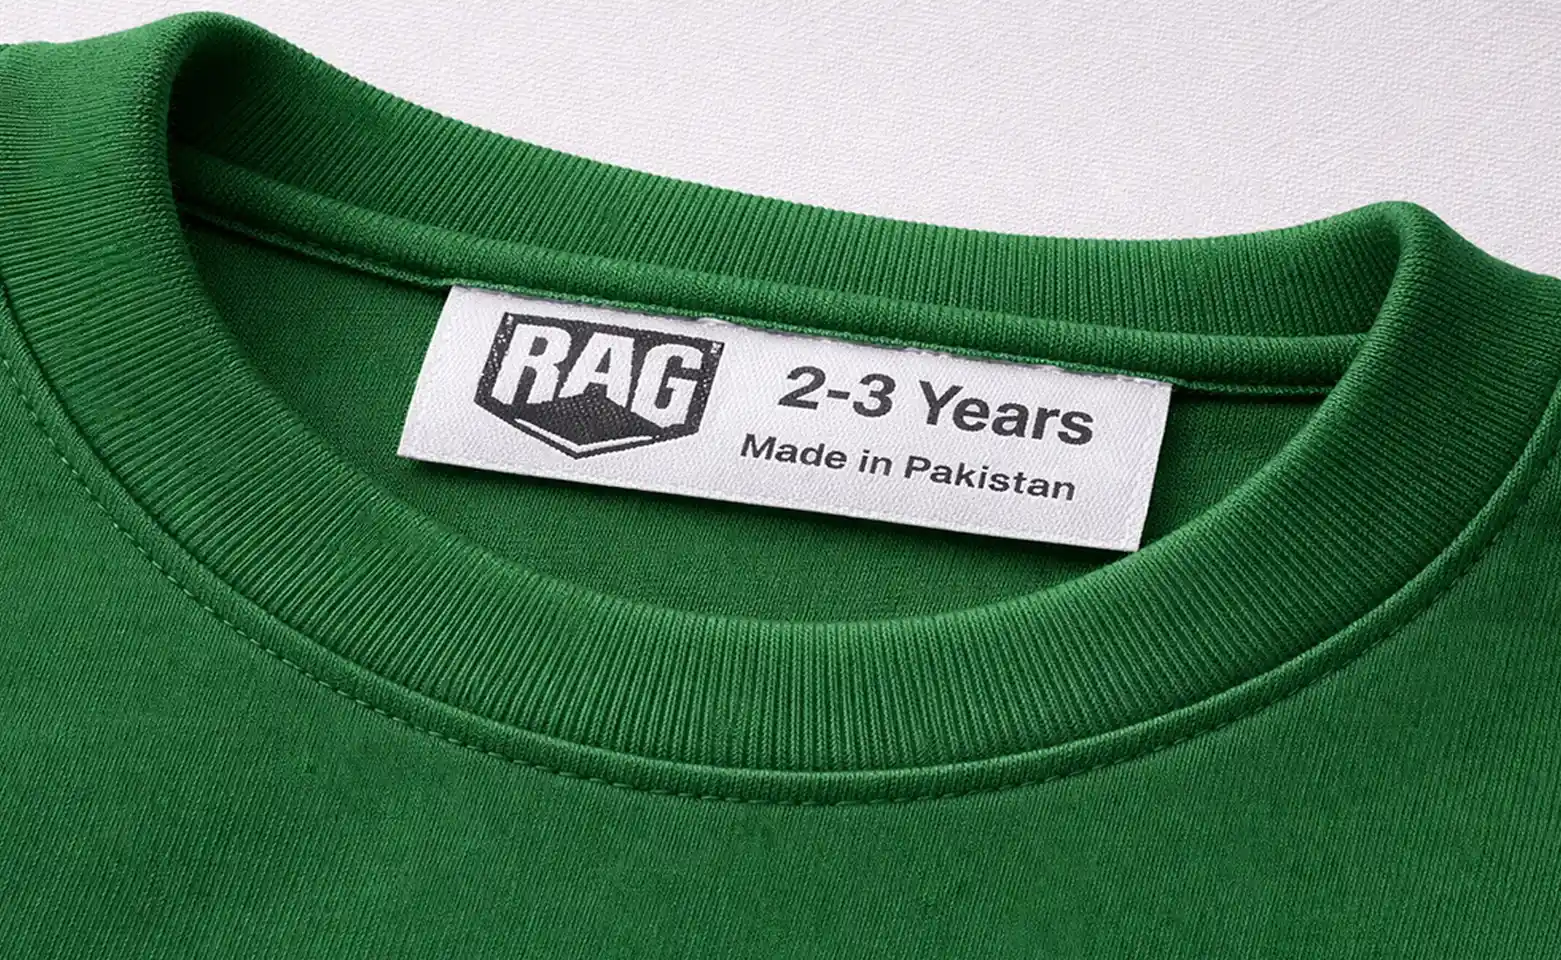 RAG
2-3 Years
Made in Pakistan